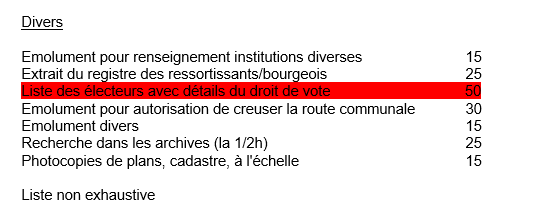 Divers
Emolument pour renseignement institutions diverses 15
Extrait du registre des ressortissants/bourgeois 25
Liste des électeurs avec détails du droit de vote 50
Emolument pour autorisation de creuser la route communale 30
Emolument divers 15
Recherche dans les archives (la 1/2h) 25
Photocopies de plans, cadastre, à l'échelle 15
Liste non exhaustive